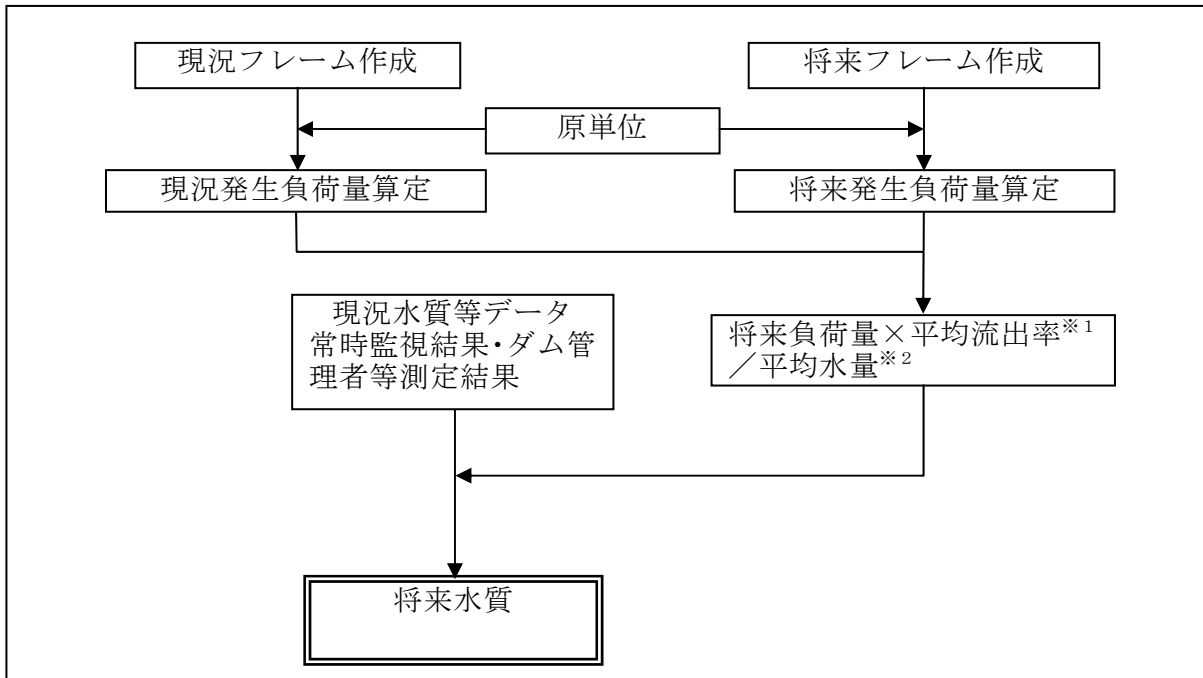 現況フレーム作成
将来フレーム作成
原単位
現況発生負荷量算定
将来発生負荷量算定
現況水質等データ
常時監視結果・ダム管
理者等測定結果
将来負荷量×平均流出率※1
／平均水量※2
将来水質